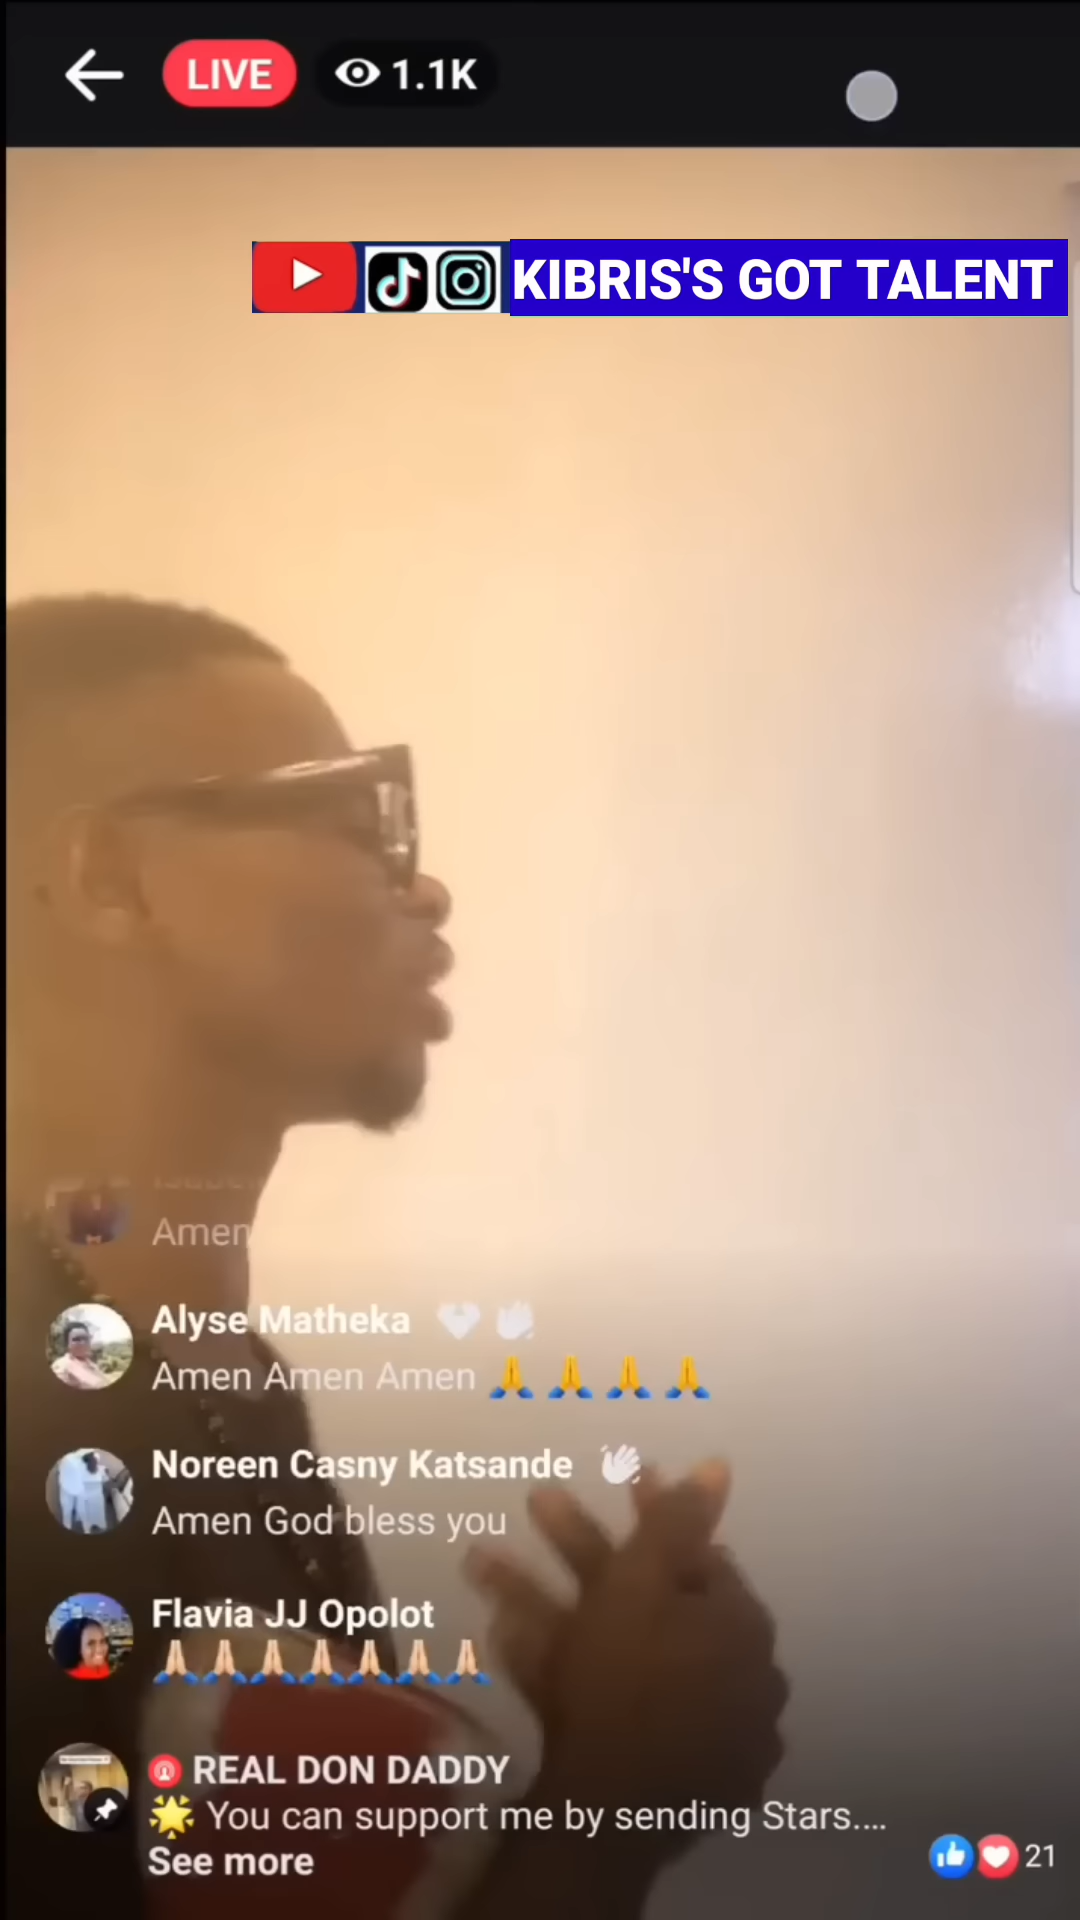 LIVE 1.1K
KIBRIS'S GOT TALENT
Amen
Alyse Matheka
Amen Amen Amen 🙏 🙏 🙏 🙏
Noreen Casny Katsande
Amen God bless you
Flavia JJ Opolot
🙏🏻🙏🏻🙏🏻🙏🏻🙏🏻🙏🏻🙏🏻
REAL DON DADDY
🌟 You can support me by sending Stars....
See more
21